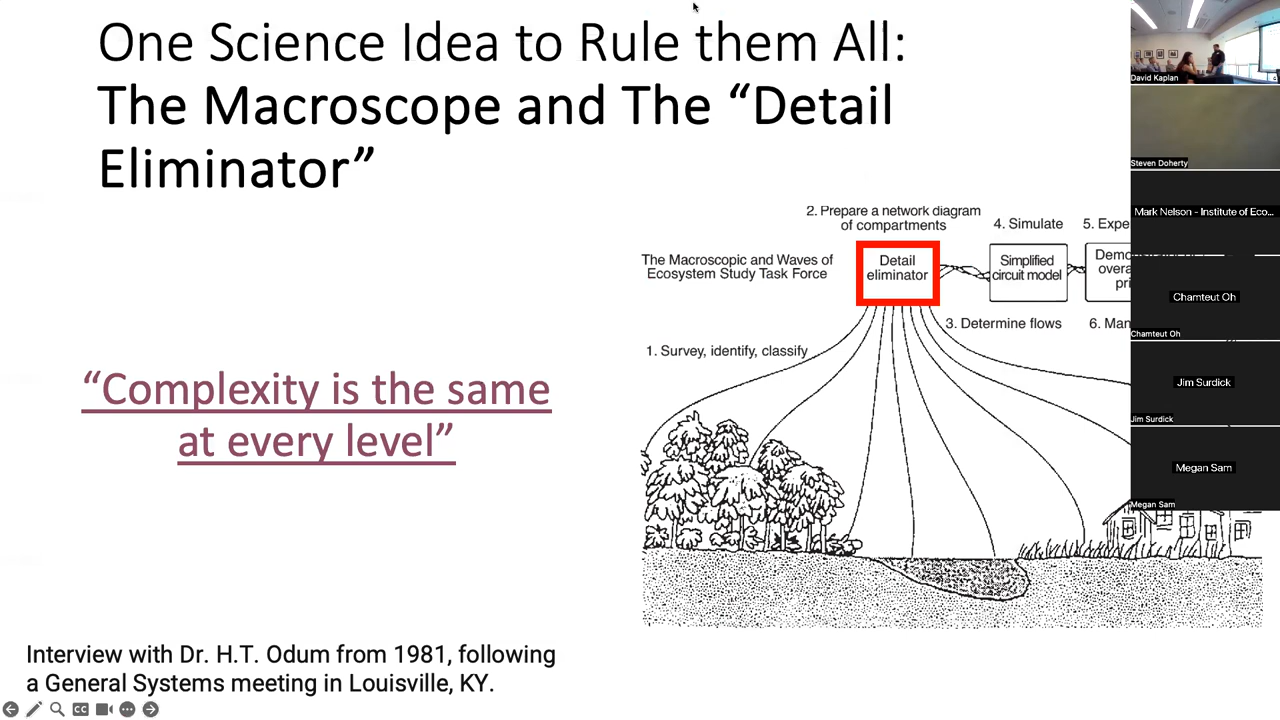 One Science Idea to Rule them All:
The Macroscope and The “Detail
Eliminator”
“Complexity is the same
at every level”
Interview with Dr. H.T. Odum from 1981, following
a General Systems meeting in Louisville, KY.
2. Prepare a network diagram
of compartments
4. Simulate
5. Expe
The Macroscopic and Waves of
Ecosystem Study Task Force
Detail
eliminator
Simplified
circuit model
overa
pri
3. Determine flows
6. Man
1. Survey, identify, classify
David Kaplan
Steven Doherty
Mark Nelson - Institute of Eco...
Chamteut Oh
Chamteut Oh
Jim Surdick
Jim Surdick
Megan Sam
Megan Sam
CC